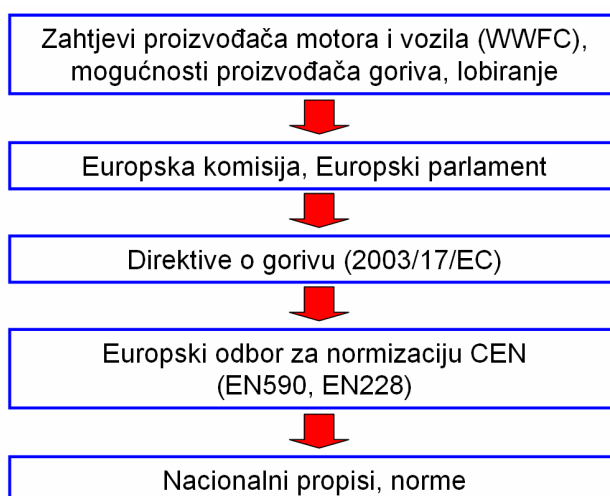 Zahtjevi proizvođača motora i vozila (WWFC),
mogućnosti proizvođača goriva, lobiranje
Europska komisija, Europski parlament
Direktive o gorivu (2003/17/EC)
Europski odbor za normizaciju CEN
(EN590, EN228)
Nacionalni propisi, norme